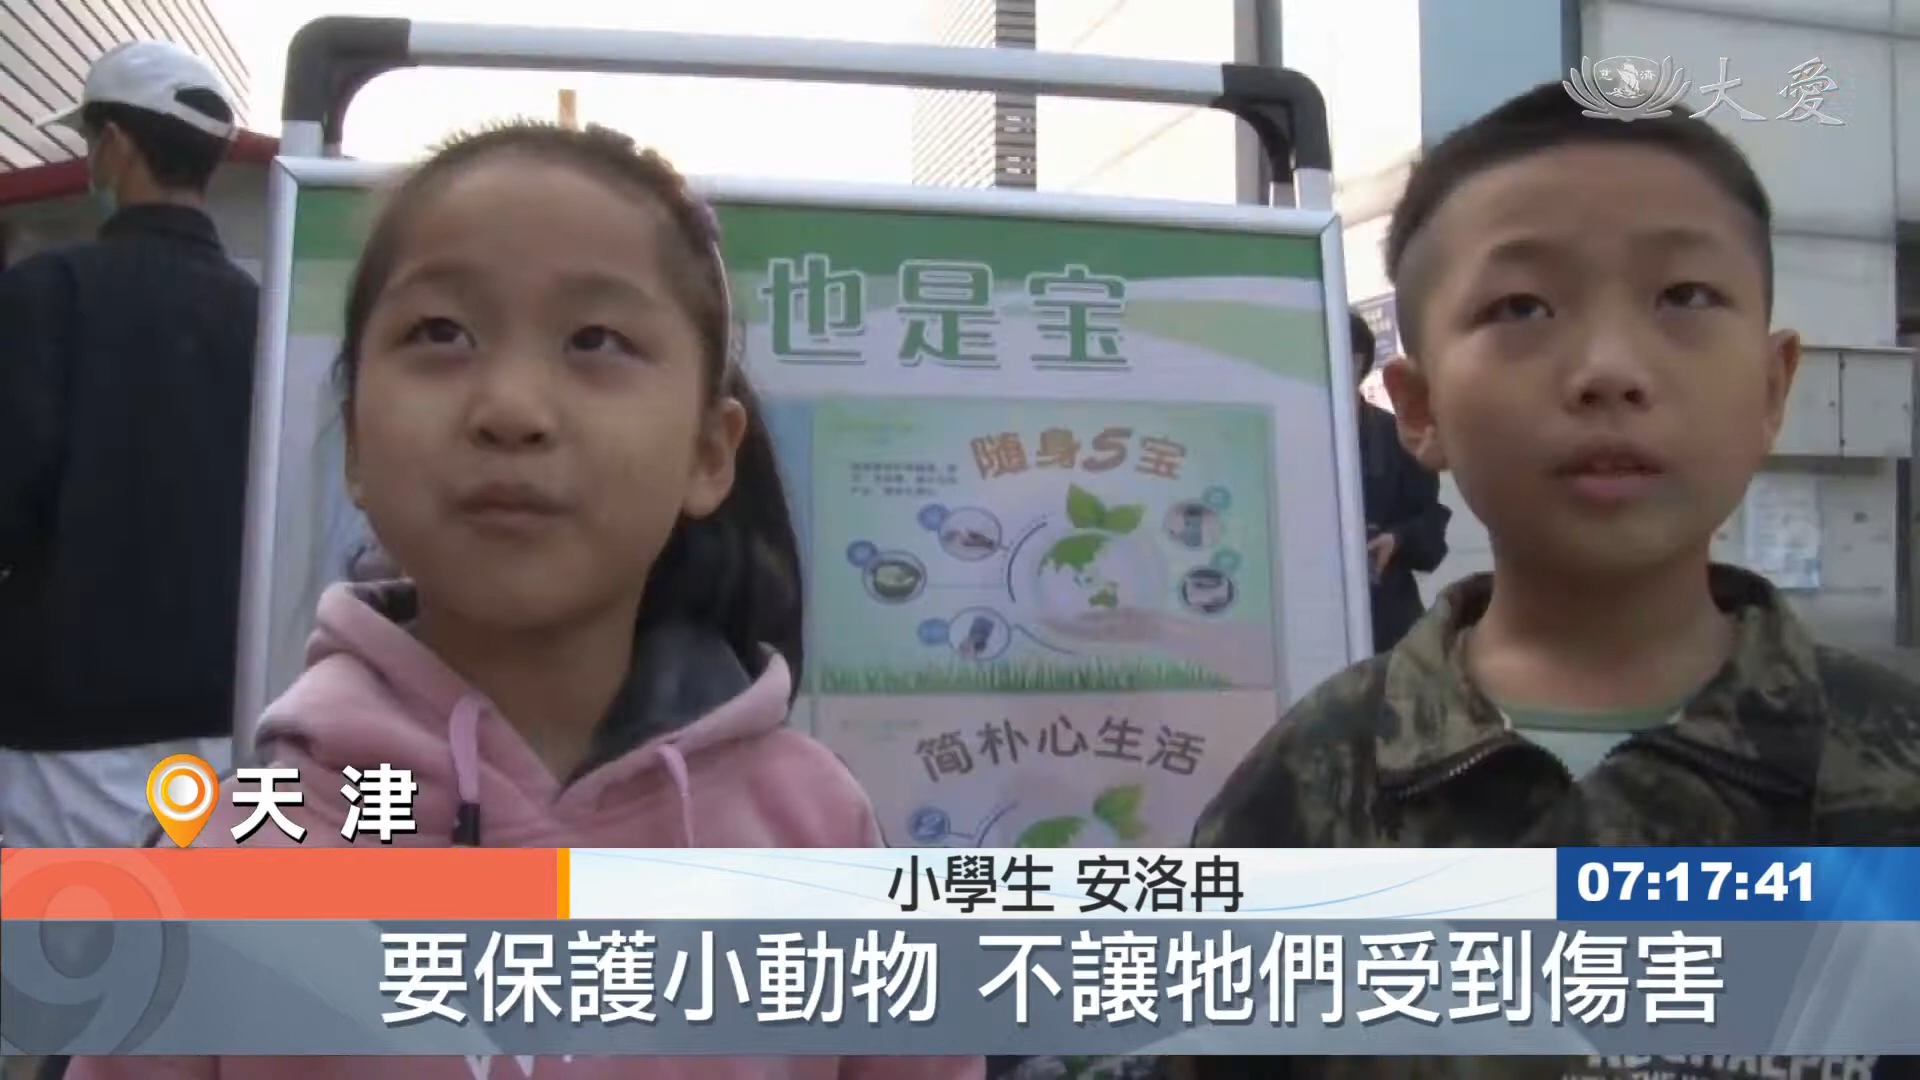 大愛
也是宝
随身5宝
简朴心生活
天津
小學生 安洛冉
07:17:41
要保護小動物 不讓牠們受到傷害